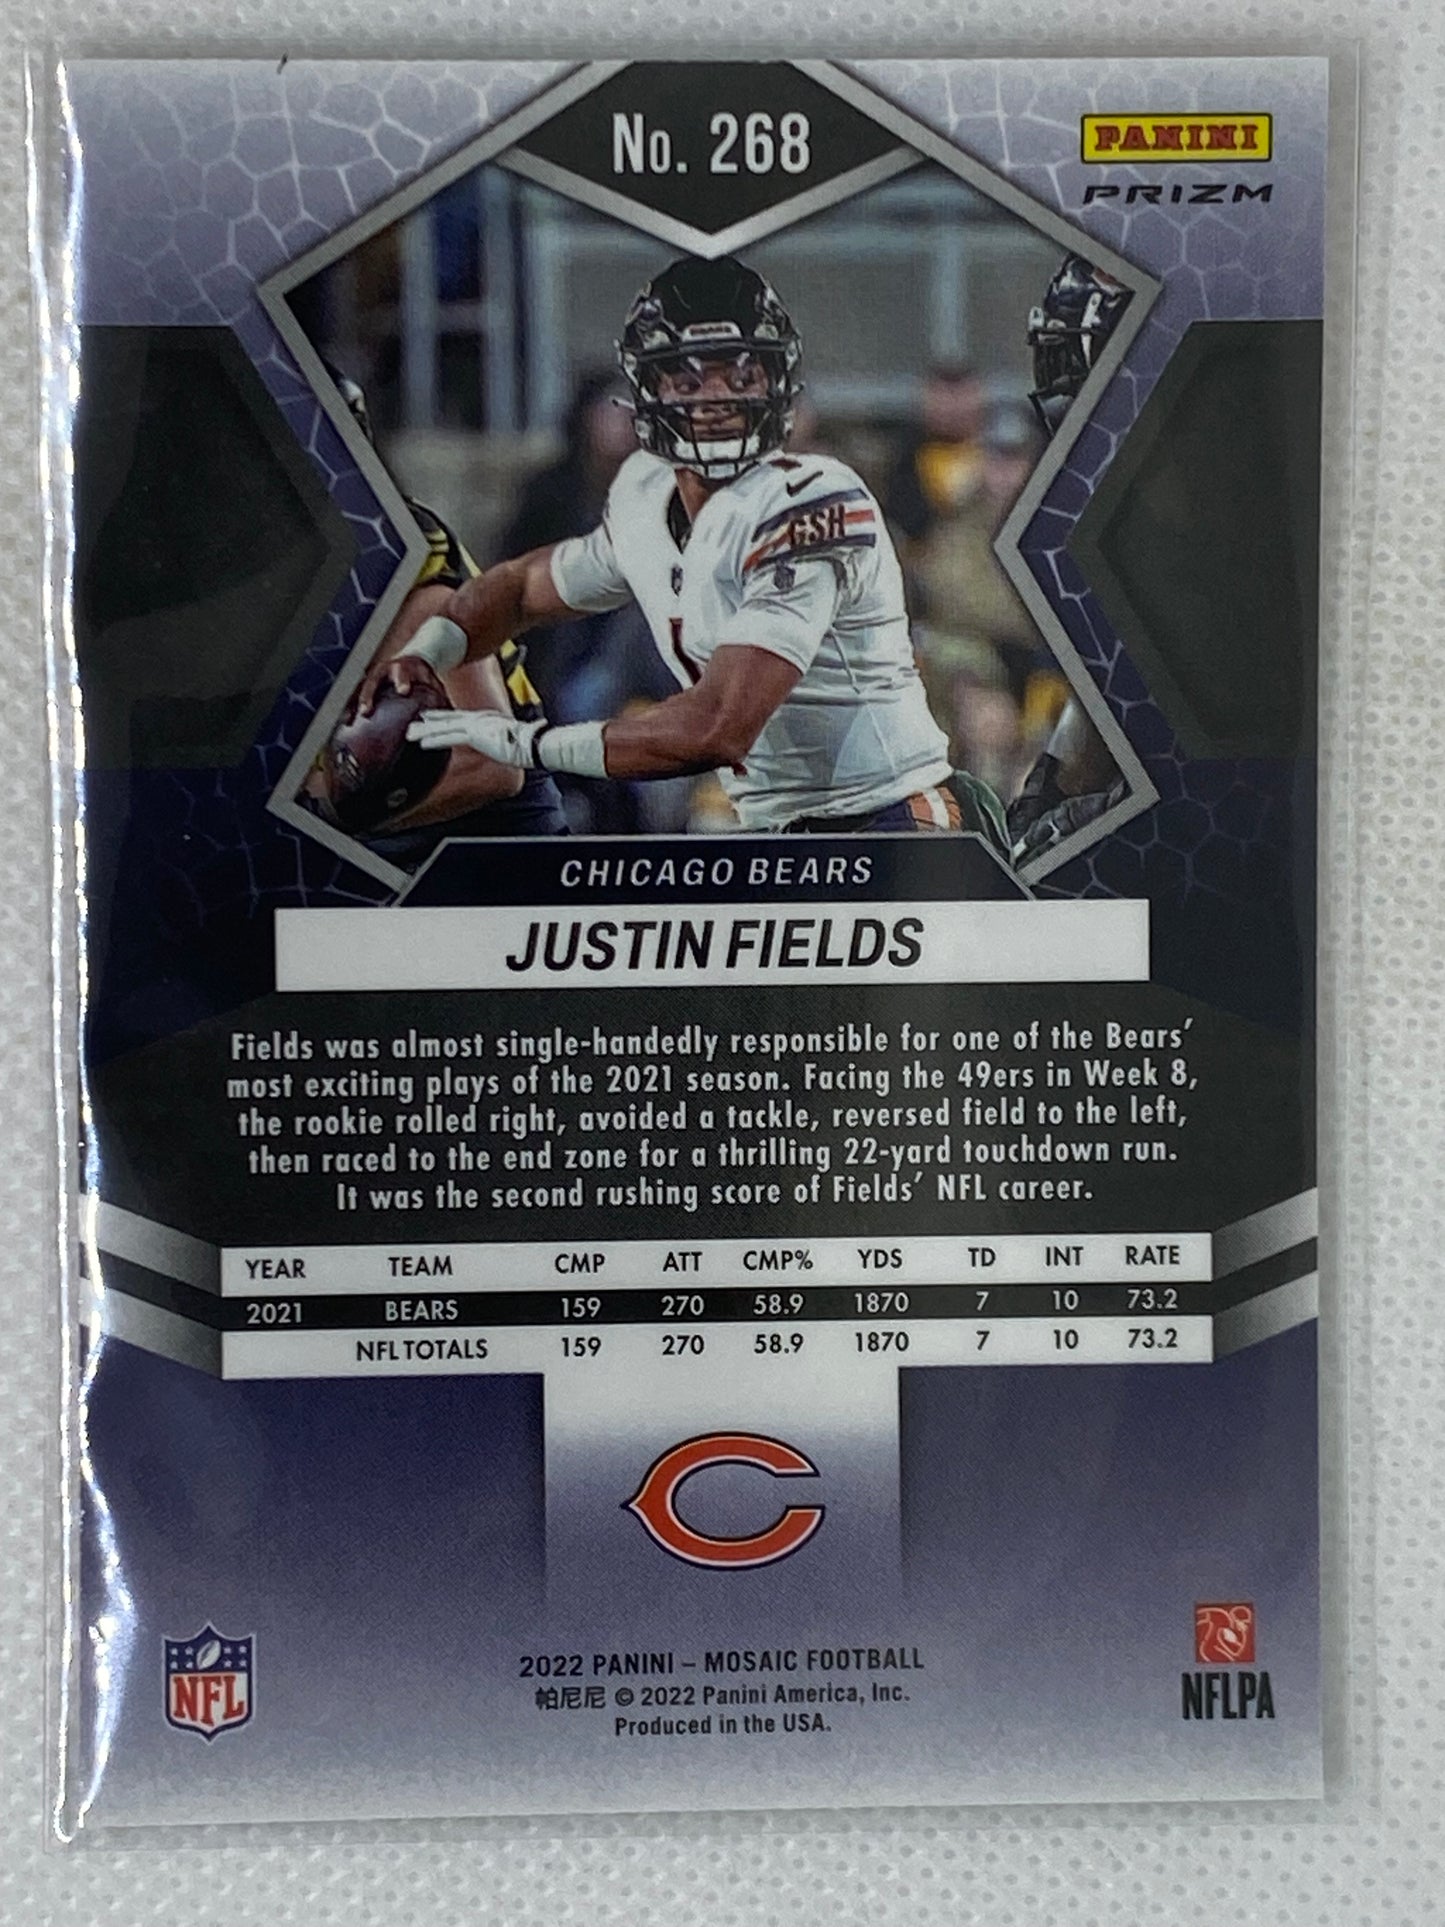 No. 268
PANINI
PRIZM
GSH
CHICAGO BEARS
JUSTIN FIELDS
Fields was almost single-handedly responsible for one of the Bears’
most exciting plays of the 2021 season. Facing the 49ers in Week 8,
the rookie rolled right, avoided a tackle, reversed field to the left,
then raced to the end zone for a thrilling 22-yard touchdown run.
It was the second rushing score of Fields’ NFL career.
YEAR TEAM CMP ATT CMP% YDS TD INT RATE
2021 BEARS 159 270 58.9 1870 7 10 73.2
NFL TOTALS 159 270 58.9 1870 7 10 73.2
2022 PANINI – MOSAIC FOOTBALL
帕尼尼 © 2022 Panini America, Inc.
Produced in the USA.
NFL
NFLPA